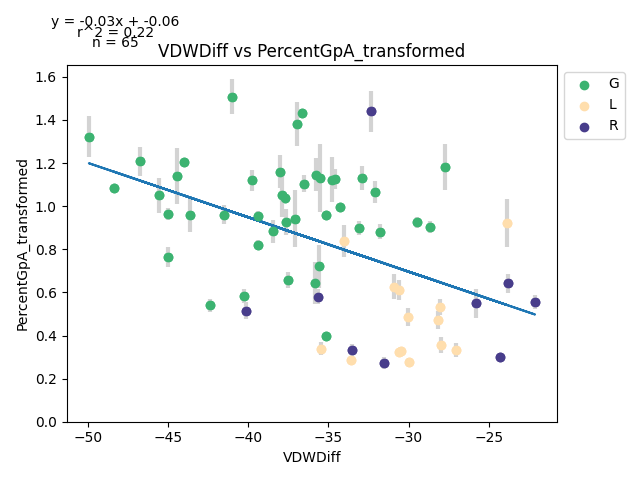 y = -0.03x + -0.06
r^2 = 0.22
n = 65
VDWDiff vs PercentGpA_transformed
PercentGpA_transformed
1.6
1.4
1.2
1.0
0.8
0.6
0.4
0.2
0.0
−50
−45
−40
−35
−30
−25
VDWDiff
G
L
R